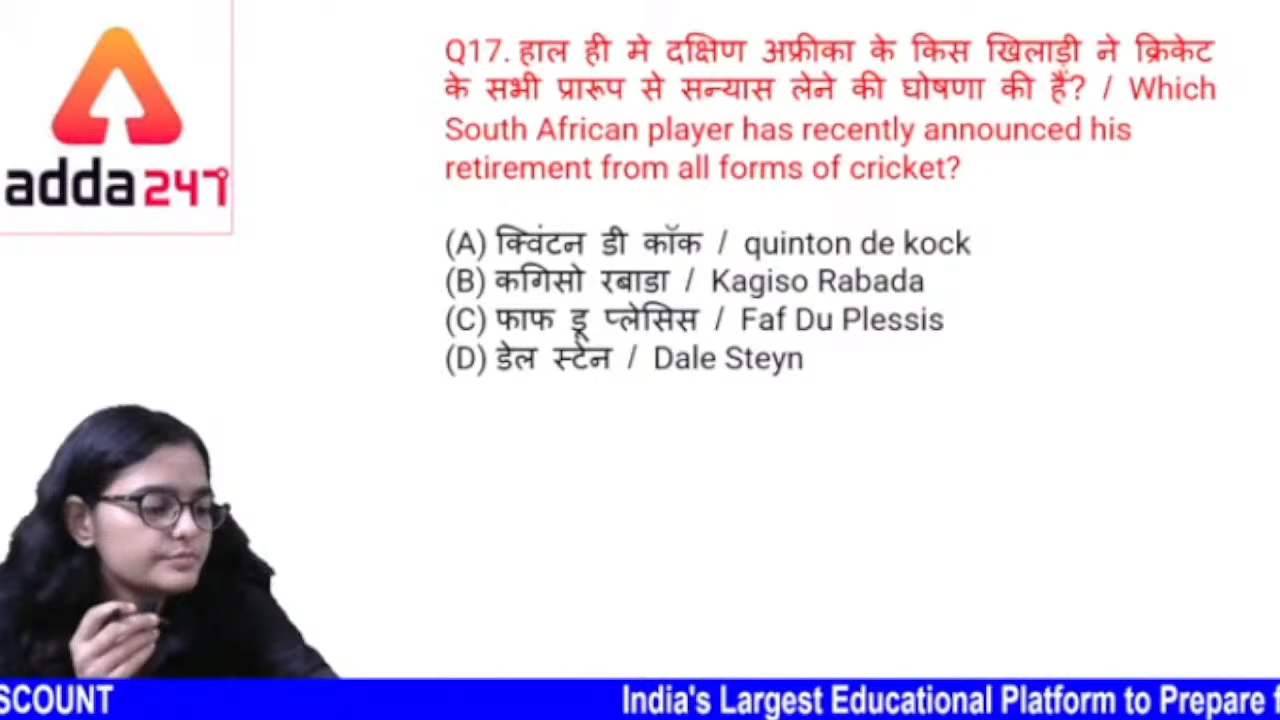 adda247
Q17. हाल ही मे दक्षिण अफ्रीका के किस खिलाड़ी ने क्रिकेट
के सभी प्रारूप से सन्यास लेने की घोषणा की हैं? / Which
South African player has recently announced his
retirement from all forms of cricket?
(A) क्विंटन डी कॉक / quinton de kock
(B) कगिसो रबाडा / Kagiso Rabada
(C) फाफ डू प्लेसिस / Faf Du Plessis
(D) डेल स्टेन / Dale Steyn
SCOUNT India's Largest Educational Platform to Prepare f